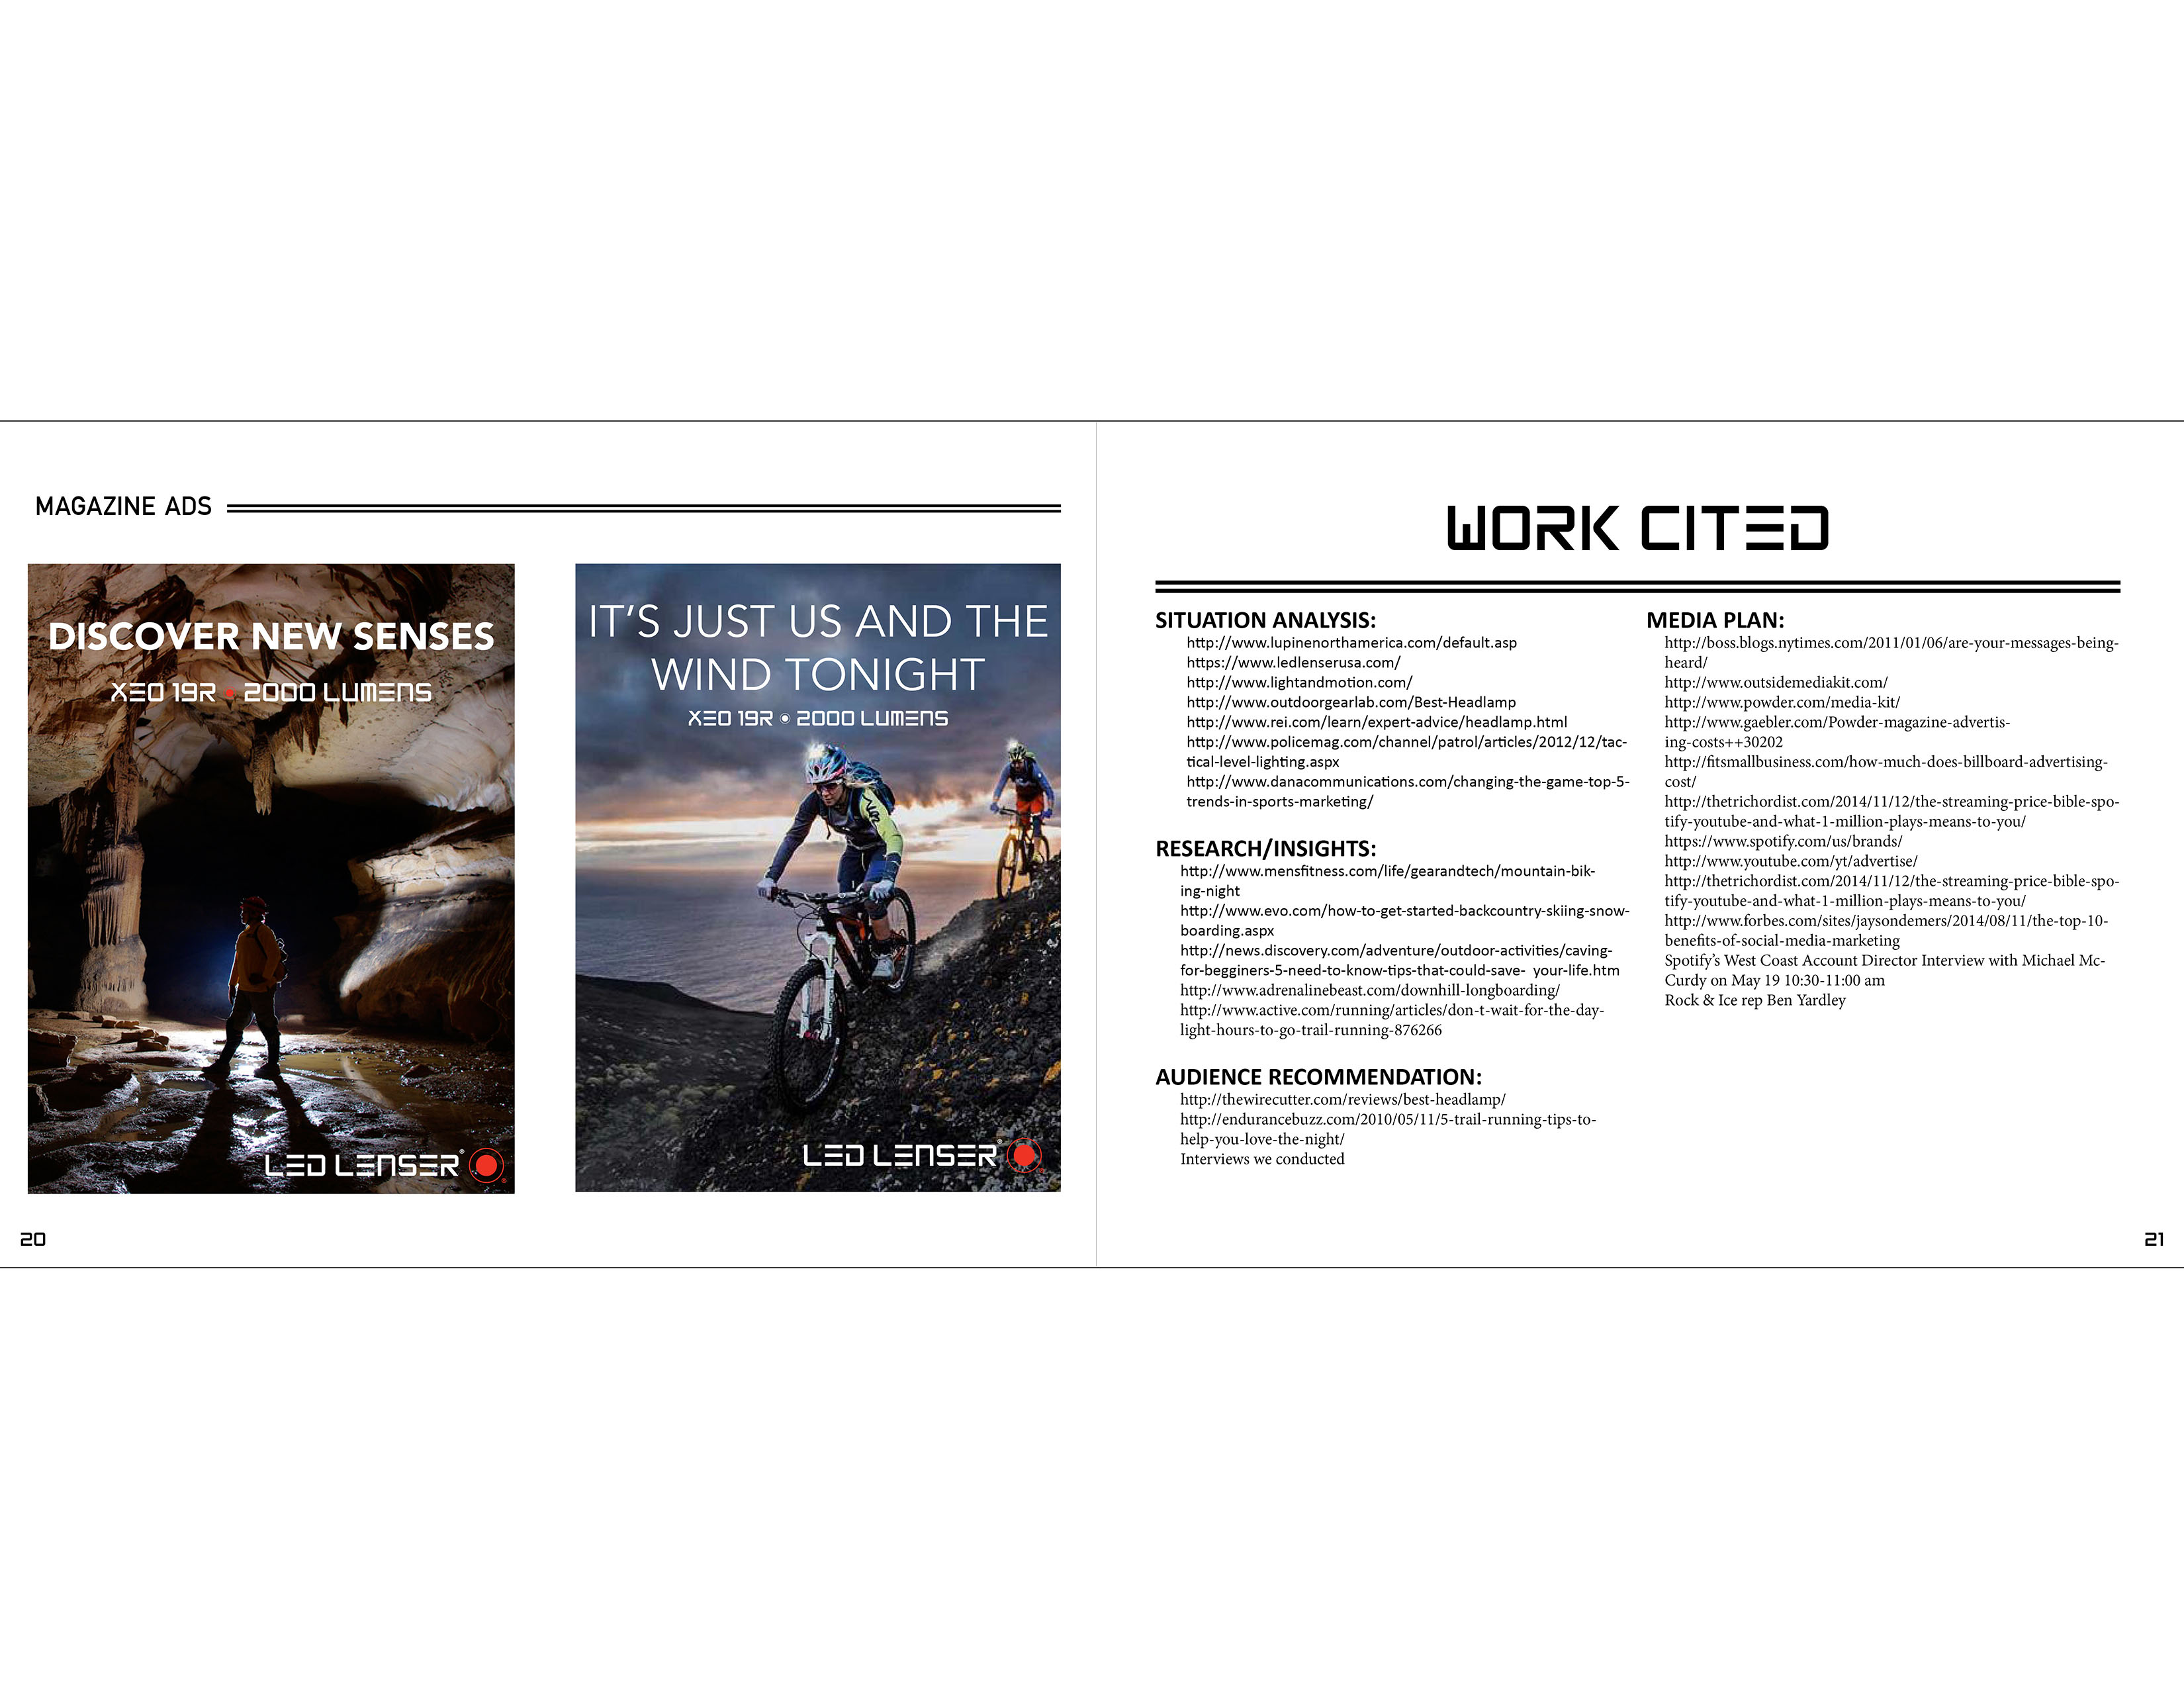 MAGAZINE ADS
DISCOVER NEW SENSES
XEO 19R • 2000 LUMENS
LED LENSER®
IT'S JUST US AND THE
WIND TONIGHT
XEO 19R • 2000 LUMENS
LED LENSER®
20
WORK CITED
SITUATION ANALYSIS:
http://www.lupinenorthamerica.com/default.asp
https://www.ledlenserusa.com/
http://www.lightandmotion.com/
http://www.outdoorgearlab.com/Best-Headlamp
http://www.rei.com/learn/expert-advice/headlamp.html
http://www.policemag.com/channel/patrol/articles/2012/12/tac-
tical-level-lighting.aspx
http://www.danacommunications.com/changing-the-game-top-5-
trends-in-sports-marketing/
RESEARCH/INSIGHTS:
http://www.mensfitness.com/life/gearandtech/mountain-bik-
ing-night
http://www.evo.com/how-to-get-started-backcountry-skiing-snow-
boarding.aspx
http://news.discovery.com/adventure/outdoor-activities/caving-
for-begginers-5-need-to-know-tips-that-could-save- your-life.htm
http://www.adrenalinebeast.com/downhill-longboarding/
http://www.active.com/running/articles/don-t-wait-for-the-day-
light-hours-to-go-trail-running-876266
AUDIENCE RECOMMENDATION:
http://thewirecutter.com/reviews/best-headlamp/
http://endurancebuzz.com/2010/05/11/5-trail-running-tips-to-
help-you-love-the-night/
Interviews we conducted
MEDIA PLAN:
http://boss.blogs.nytimes.com/2011/01/06/are-your-messages-being-
heard/
http://www.outsidemediakit.com/
http://www.powder.com/media-kit/
http://www.gaebler.com/Powder-magazine-advertis-
ing-costs++30202
http://fitsmallbusiness.com/how-much-does-billboard-advertising-
cost/
http://thetrichordist.com/2014/11/12/the-streaming-price-bible-spo-
tify-youtube-and-what-1-million-plays-means-to-you/
https://www.spotify.com/us/brands/
http://www.youtube.com/yt/advertise/
http://thetrichordist.com/2014/11/12/the-streaming-price-bible-spo-
tify-youtube-and-what-1-million-plays-means-to-you/
http://www.forbes.com/sites/jaysondemers/2014/08/11/the-top-10-
benefits-of-social-media-marketing
Spotify's West Coast Account Director Interview with Michael Mc-
Curdy on May 19 10:30-11:00 am
Rock & Ice rep Ben Yardley
21